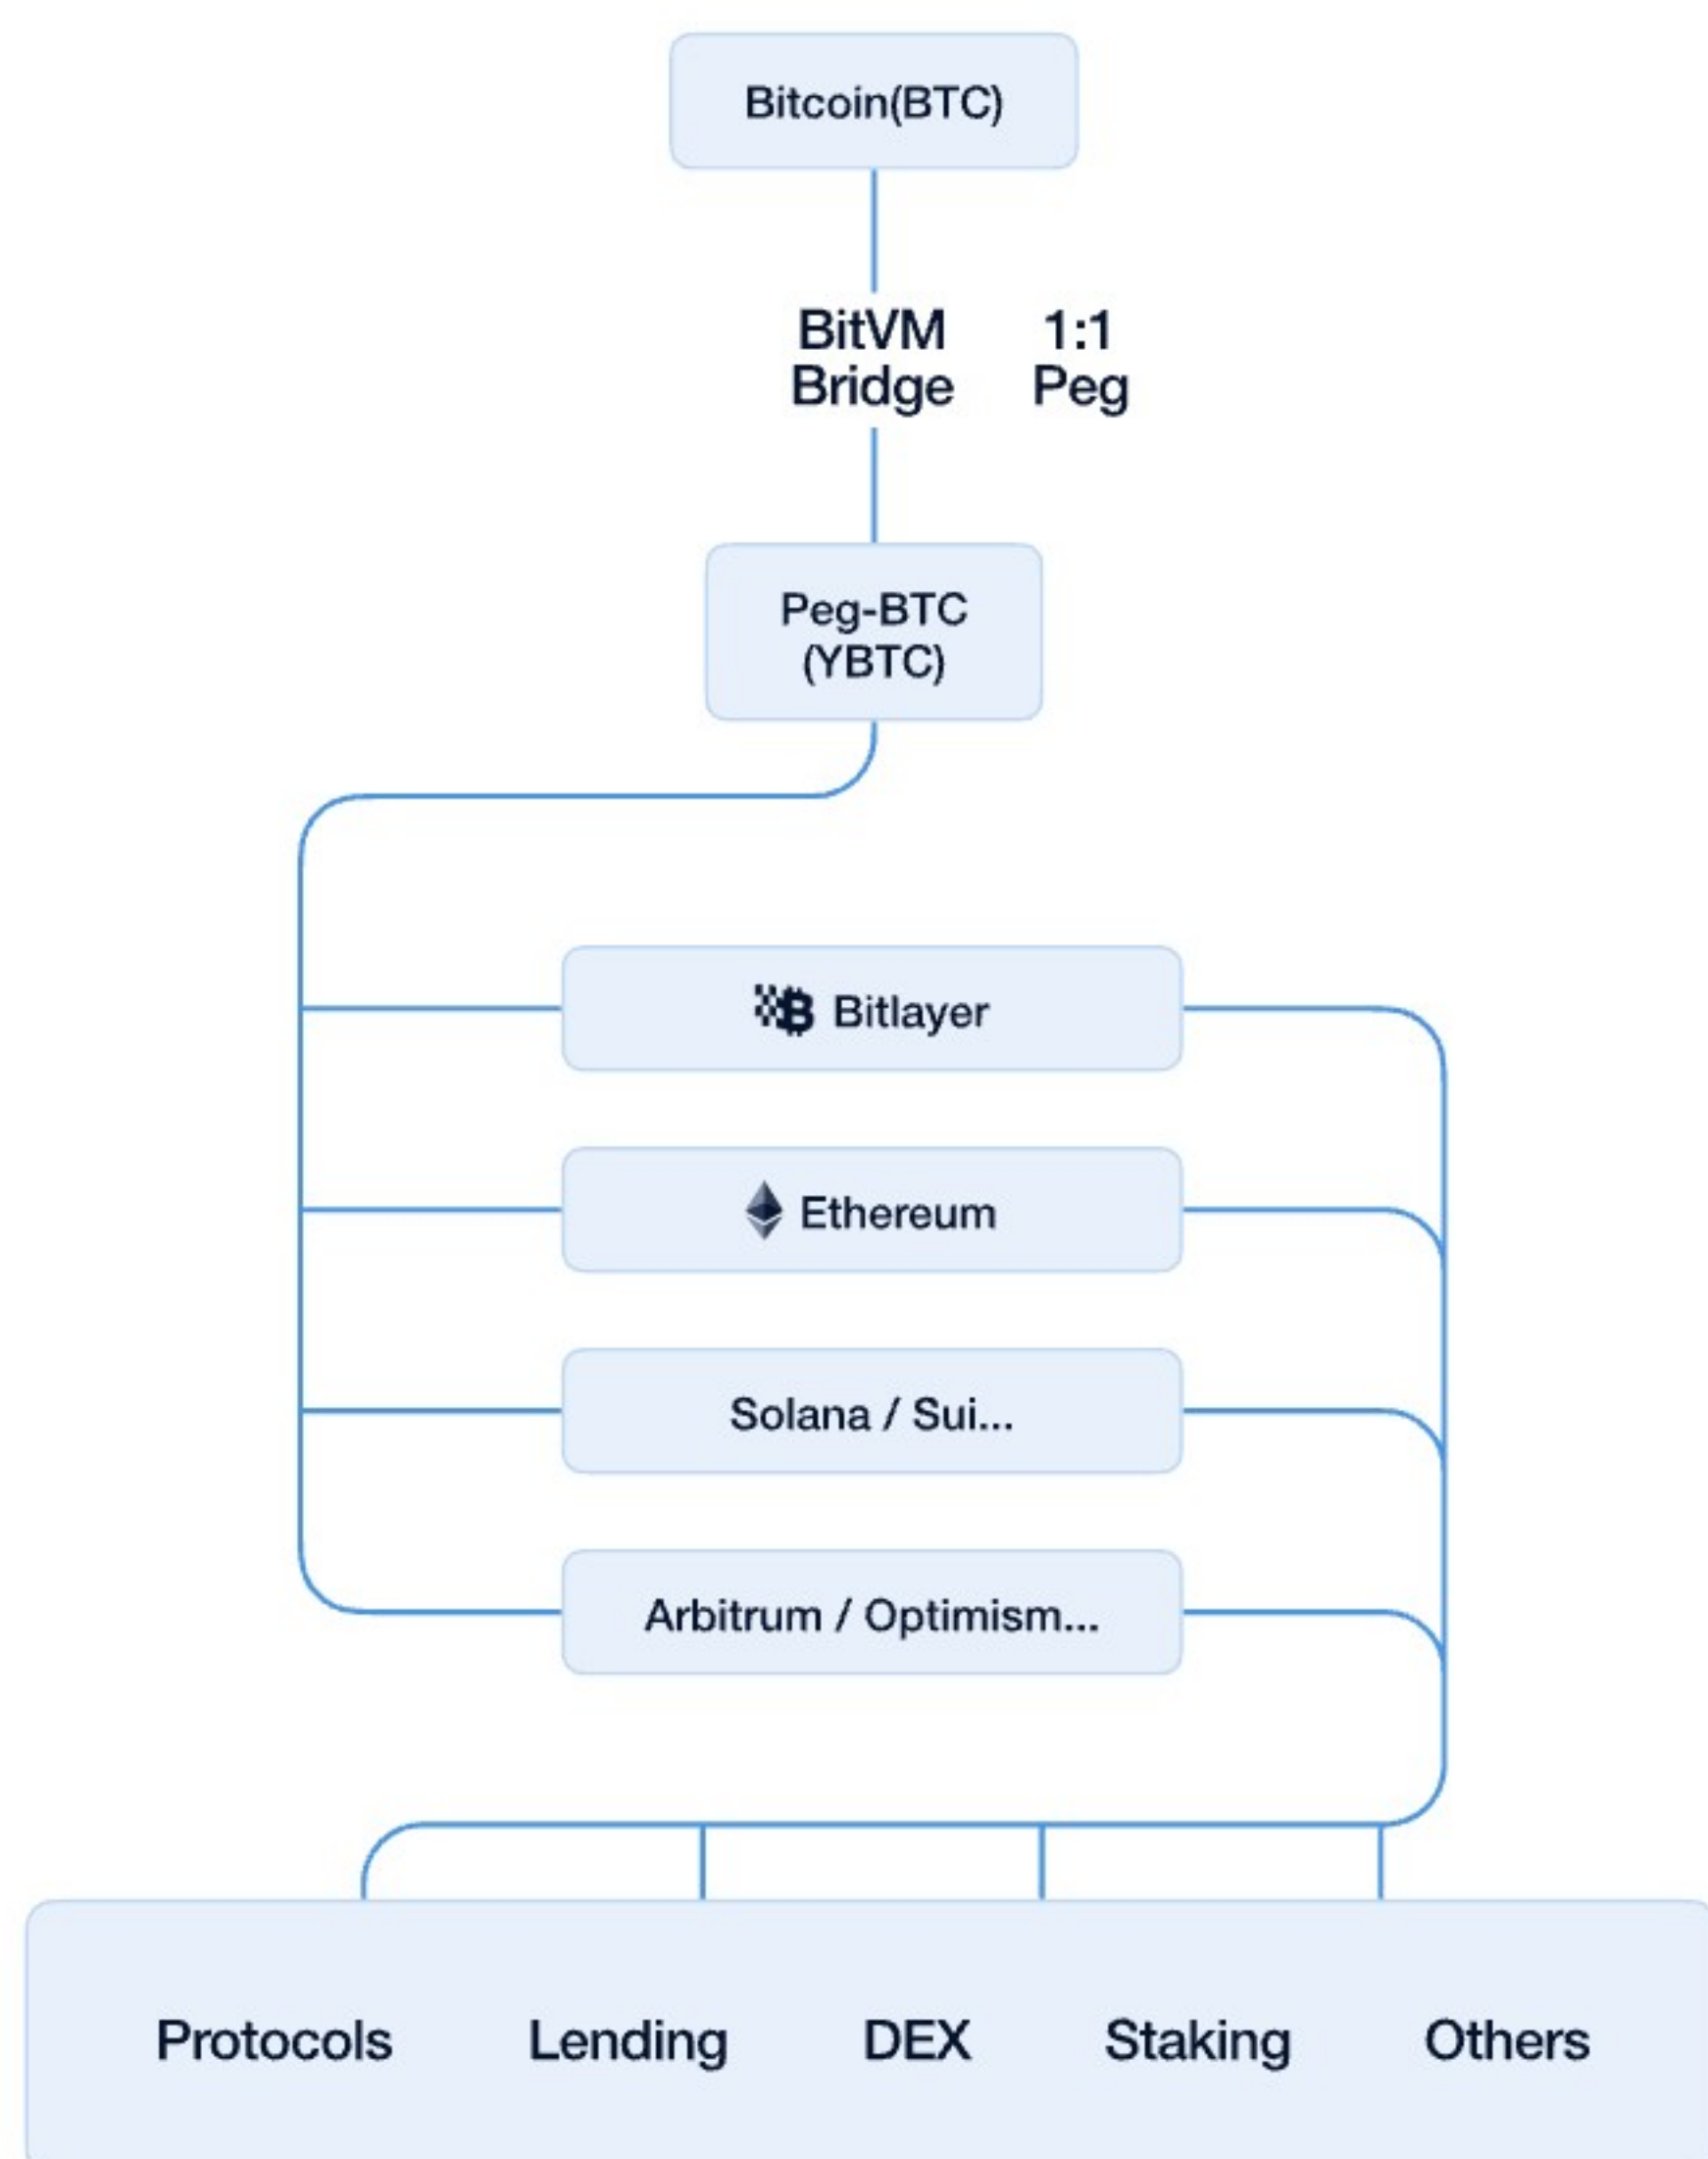 Bitcoin(BTC)
BitVM
Bridge
1:1
Peg
Peg-BTC
(YBTC)
Bitlayer
Ethereum
Solana / Sui...
Arbitrum / Optimism...
Protocols Lending DEX Staking Others